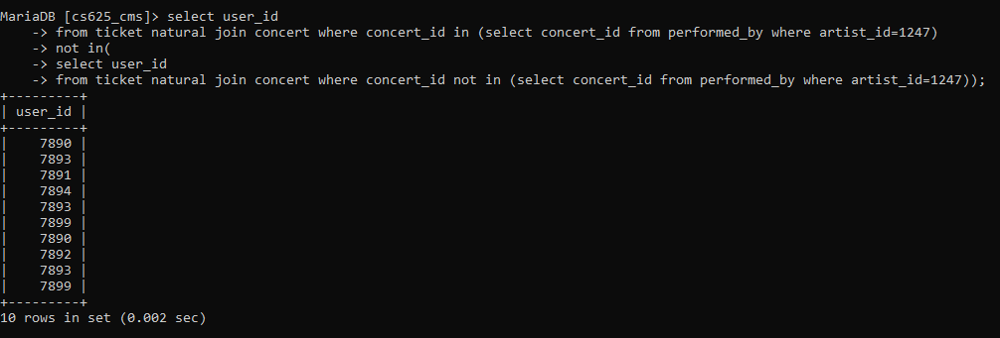 MariaDB [cs625_cms]> select user_id
    -> from ticket natural join concert where concert_id in (select concert_id from performed_by where artist_id=1247)
    -> not in(
    -> select user_id
    -> from ticket natural join concert where concert_id not in (select concert_id from performed_by where artist_id=1247));
+---------+
| user_id |
+---------+
|    7890 |
|    7893 |
|    7891 |
|    7894 |
|    7893 |
|    7899 |
|    7890 |
|    7892 |
|    7893 |
|    7899 |
+---------+
10 rows in set (0.002 sec)